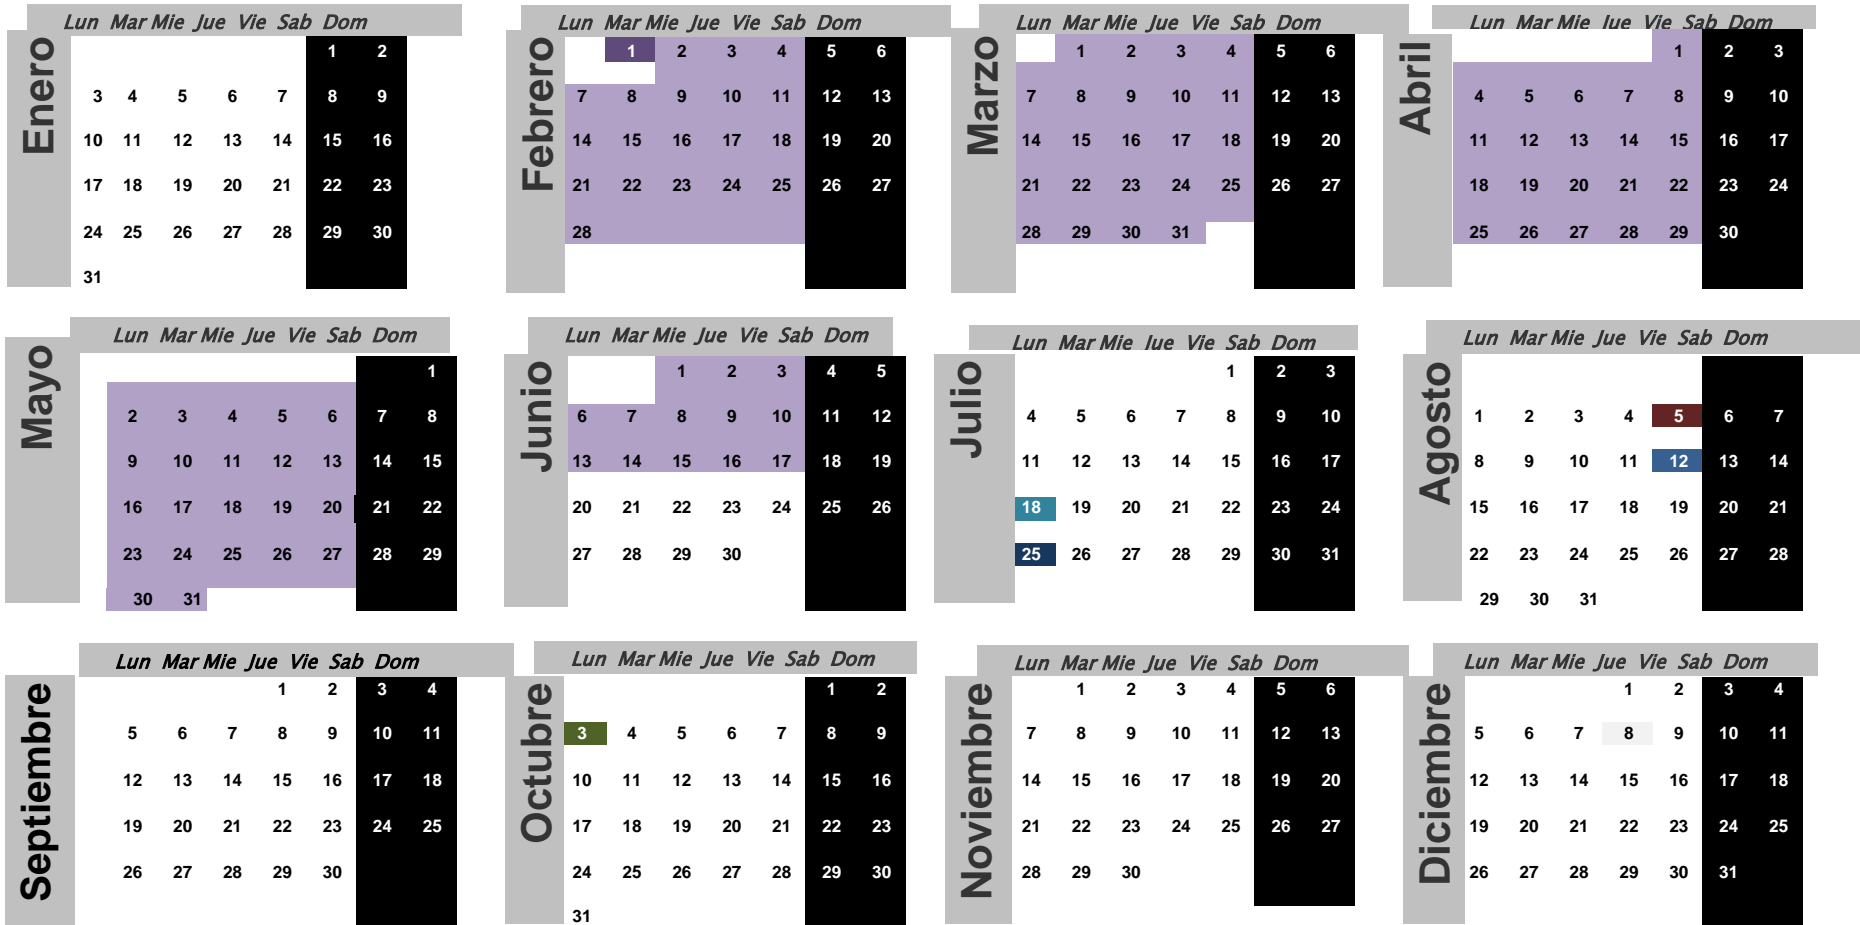 Lun Mar Mie Jue Vie Sab Dom
Enero
1 2
3 4 5 6 7 8 9
10 11 12 13 14 15 16
17 18 19 20 21 22 23
24 25 26 27 28 29 30
31
Lun Mar Mie Jue Vie Sab Dom
Febrero
1 2 3 4 5 6
7 8 9 10 11 12 13
14 15 16 17 18 19 20
21 22 23 24 25 26 27
28
Lun Mar Mie Jue Vie Sab Dom
Marzo
1 2 3 4 5 6
7 8 9 10 11 12 13
14 15 16 17 18 19 20
21 22 23 24 25 26 27
28 29 30 31
Lun Mar Mie Jue Vie Sab Dom
Abril
1 2 3
4 5 6 7 8 9 10
11 12 13 14 15 16 17
18 19 20 21 22 23 24
25 26 27 28 29 30
Lun Mar Mie Jue Vie Sab Dom
Mayo
1
2 3 4 5 6 7 8
9 10 11 12 13 14 15
16 17 18 19 20 21 22
23 24 25 26 27 28 29
30 31
Lun Mar Mie Jue Vie Sab Dom
Junio
1 2 3 4 5
6 7 8 9 10 11 12
13 14 15 16 17 18 19
20 21 22 23 24 25 26
27 28 29 30
Lun Mar Mie Jue Vie Sab Dom
Julio
1 2 3
4 5 6 7 8 9 10
11 12 13 14 15 16 17
18 19 20 21 22 23 24
25 26 27 28 29 30 31
Lun Mar Mie Jue Vie Sab Dom
Agosto
1 2 3 4 5 6 7
8 9 10 11 12 13 14
15 16 17 18 19 20 21
22 23 24 25 26 27 28
29 30 31
Lun Mar Mie Jue Vie Sab Dom
Septiembre
1 2 3 4
5 6 7 8 9 10 11
12 13 14 15 16 17 18
19 20 21 22 23 24 25
26 27 28 29 30
Lun Mar Mie Jue Vie Sab Dom
Octubre
1 2
3 4 5 6 7 8 9
10 11 12 13 14 15 16
17 18 19 20 21 22 23
24 25 26 27 28 29 30
31
Lun Mar Mie Jue Vie Sab Dom
Noviembre
1 2 3 4 5 6
7 8 9 10 11 12 13
14 15 16 17 18 19 20
21 22 23 24 25 26 27
28 29 30
Lun Mar Mie Jue Vie Sab Dom
Diciembre
1 2 3 4
5 6 7 8 9 10 11
12 13 14 15 16 17 18
19 20 21 22 23 24 25
26 27 28 29 30 31